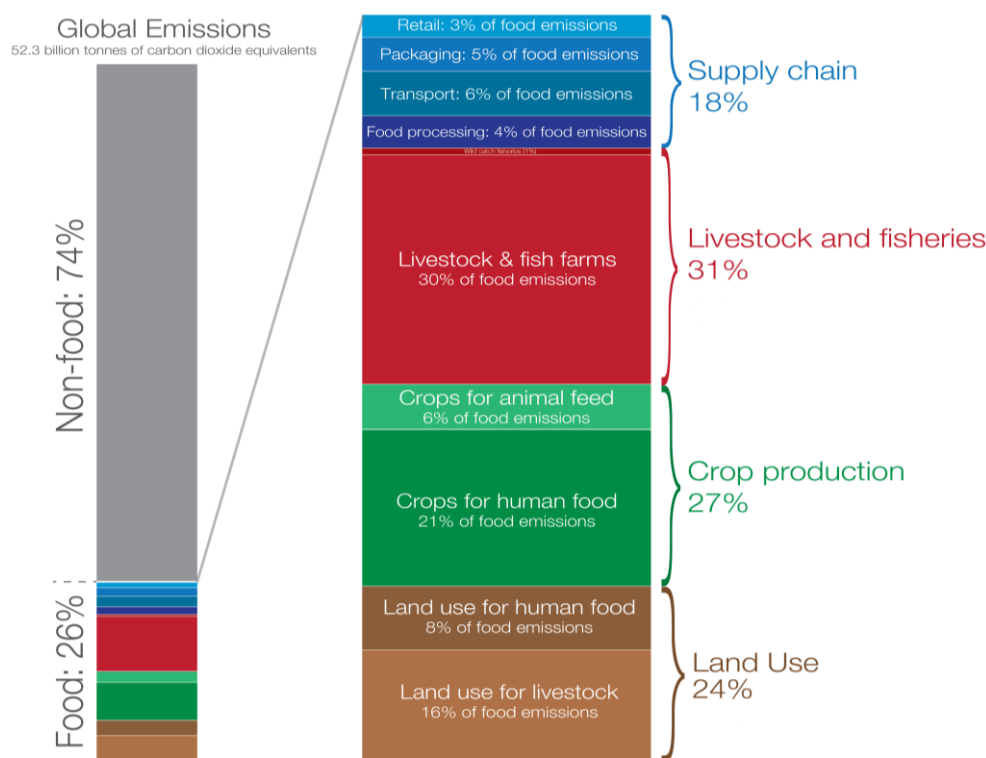 Global Emissions
52.3 billion tonnes of carbon dioxide equivalents
Non-food: 74%
Food: 26%
Retail: 3% of food emissions
Packaging: 5% of food emissions
Transport: 6% of food emissions
Food processing: 4% of food emissions
Wild catch fisheries (1%)
Livestock & fish farms
30% of food emissions
Crops for animal feed
6% of food emissions
Crops for human food
21% of food emissions
Land use for human food
8% of food emissions
Land use for livestock
16% of food emissions
Supply chain
18%
Livestock and fisheries
31%
Crop production
27%
Land Use
24%